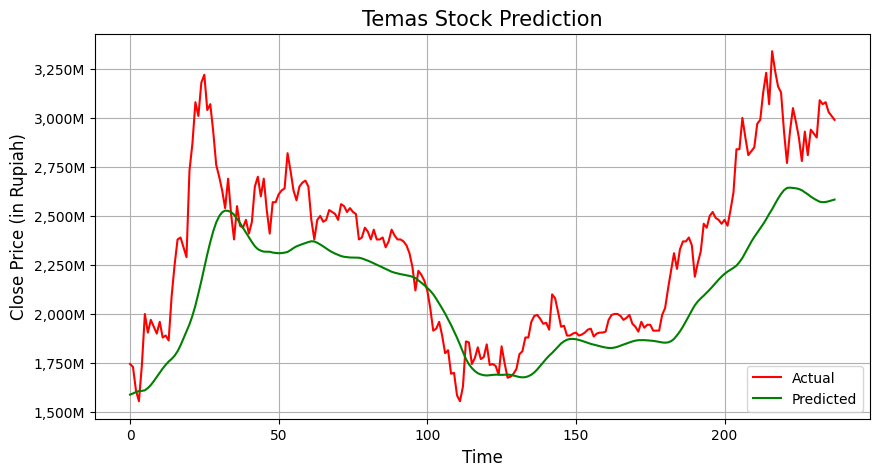 Temas Stock Prediction
Close Price (in Rupiah)
3,250M
3,000M
2,750M
2,500M
2,250M
2,000M
1,750M
1,500M
0
50
100
150
200
Time
Actual
Predicted